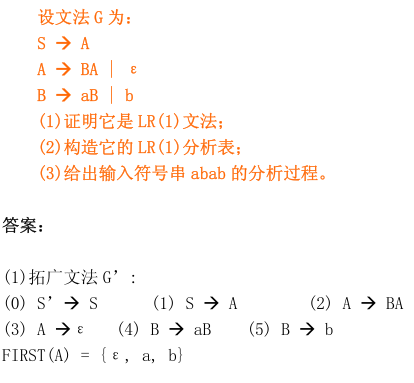 设文法 G 为：
S → A
A → BA | ε
B → aB | b
(1)证明它是 LR(1)文法；
(2)构造它的 LR(1)分析表；
(3)给出输入符号串 abab 的分析过程。
答案：
(1)拓广文法 G’：
(0) S’→ S (1) S → A (2) A → BA
(3) A → ε (4) B → aB (5) B → b
FIRST(A) = {ε, a, b}